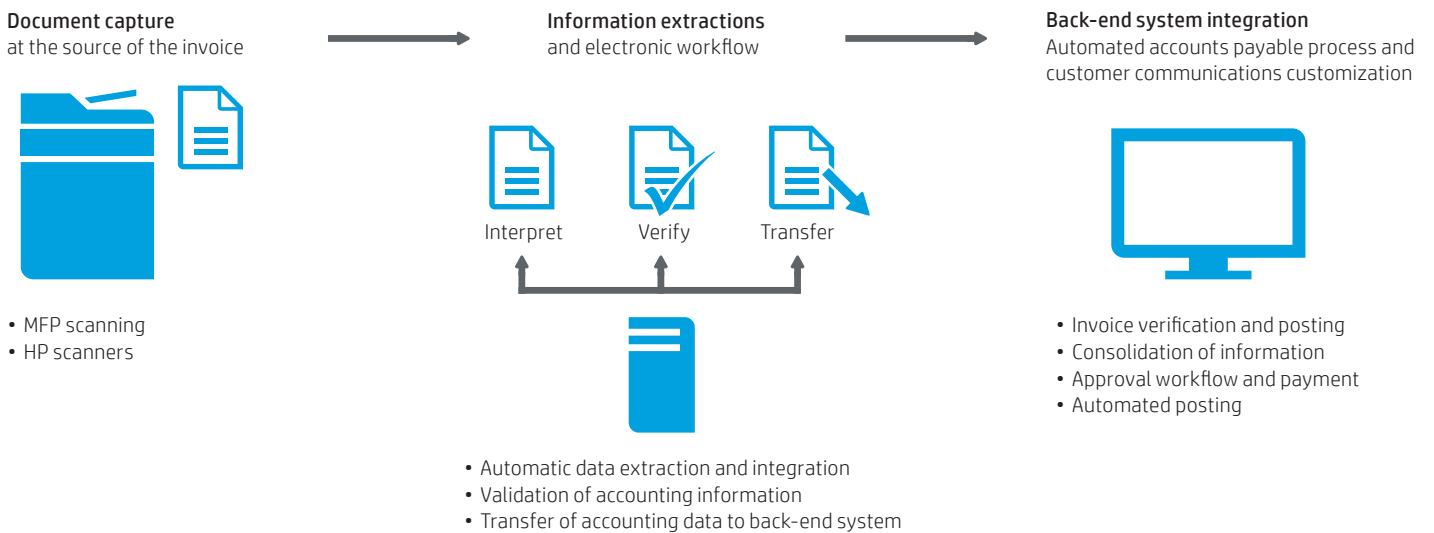 Document capture
at the source of the invoice
• MFP scanning
• HP scanners
Information extractions
and electronic workflow
Interpret
Verify
Transfer
• Automatic data extraction and integration
• Validation of accounting information
• Transfer of accounting data to back-end system
Back-end system integration
Automated accounts payable process and
customer communications customization
• Invoice verification and posting
• Consolidation of information
• Approval workflow and payment
• Automated posting